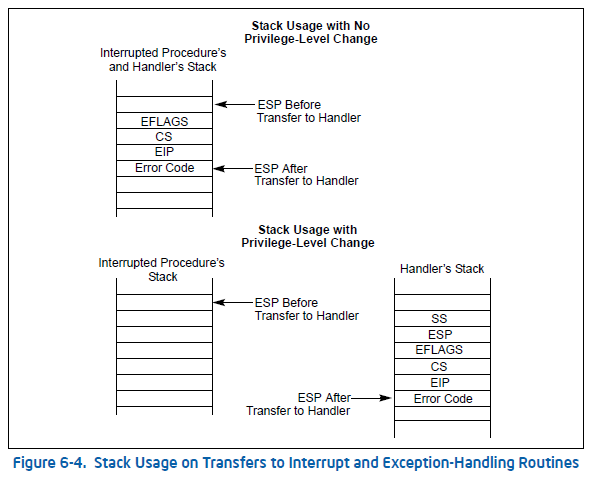 Stack Usage with No
Privilege-Level Change
Interrupted Procedure's
and Handler's Stack
ESP Before
Transfer to Handler
EFLAGS
CS
EIP
Error Code
ESP After
Transfer to Handler
Stack Usage with
Privilege-Level Change
Interrupted Procedure's
Stack
Handler's Stack
ESP Before
Transfer to Handler
SS
ESP
EFLAGS
CS
EIP
ESP After
Transfer to Handler
Error Code
Figure 6-4. Stack Usage on Transfers to Interrupt and Exception-Handling Routines